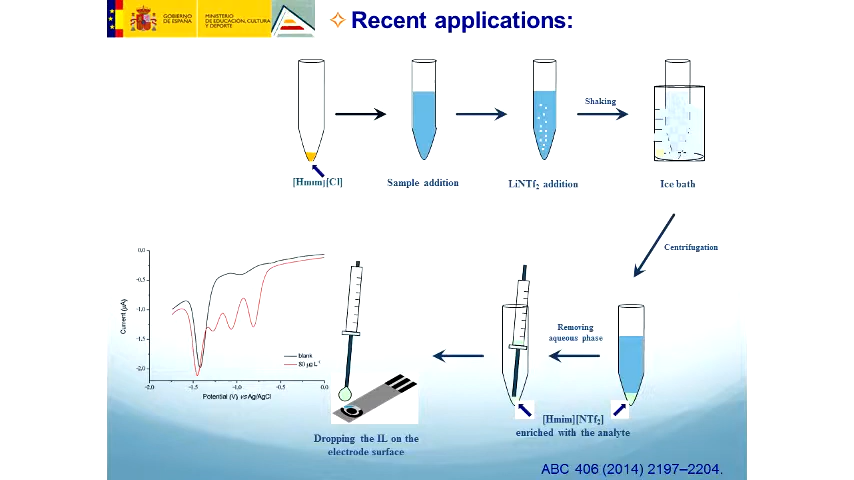 GOBIERNO
DE ESPAÑA
MINISTERIO
DE EDUCACIÓN, CULTURA
Y DEPORTE
Recent applications:
Shaking
[Hmim][Cl]
Sample addition
LiNTf₂ addition
Ice bath
Centrifugation
0,0
-0,5
-1,0
-1,5
-2,0
Current (µA)
blank
80 µg L⁻¹
-2,0 -1,5 -1,0 -0,5 0,0
Potential (V) vs Ag/AgCl
Removing
aqueous phase
[Hmim][NTf₂]
enriched with the analyte
Dropping the IL on the
electrode surface
ABC 406 (2014) 2197–2204.